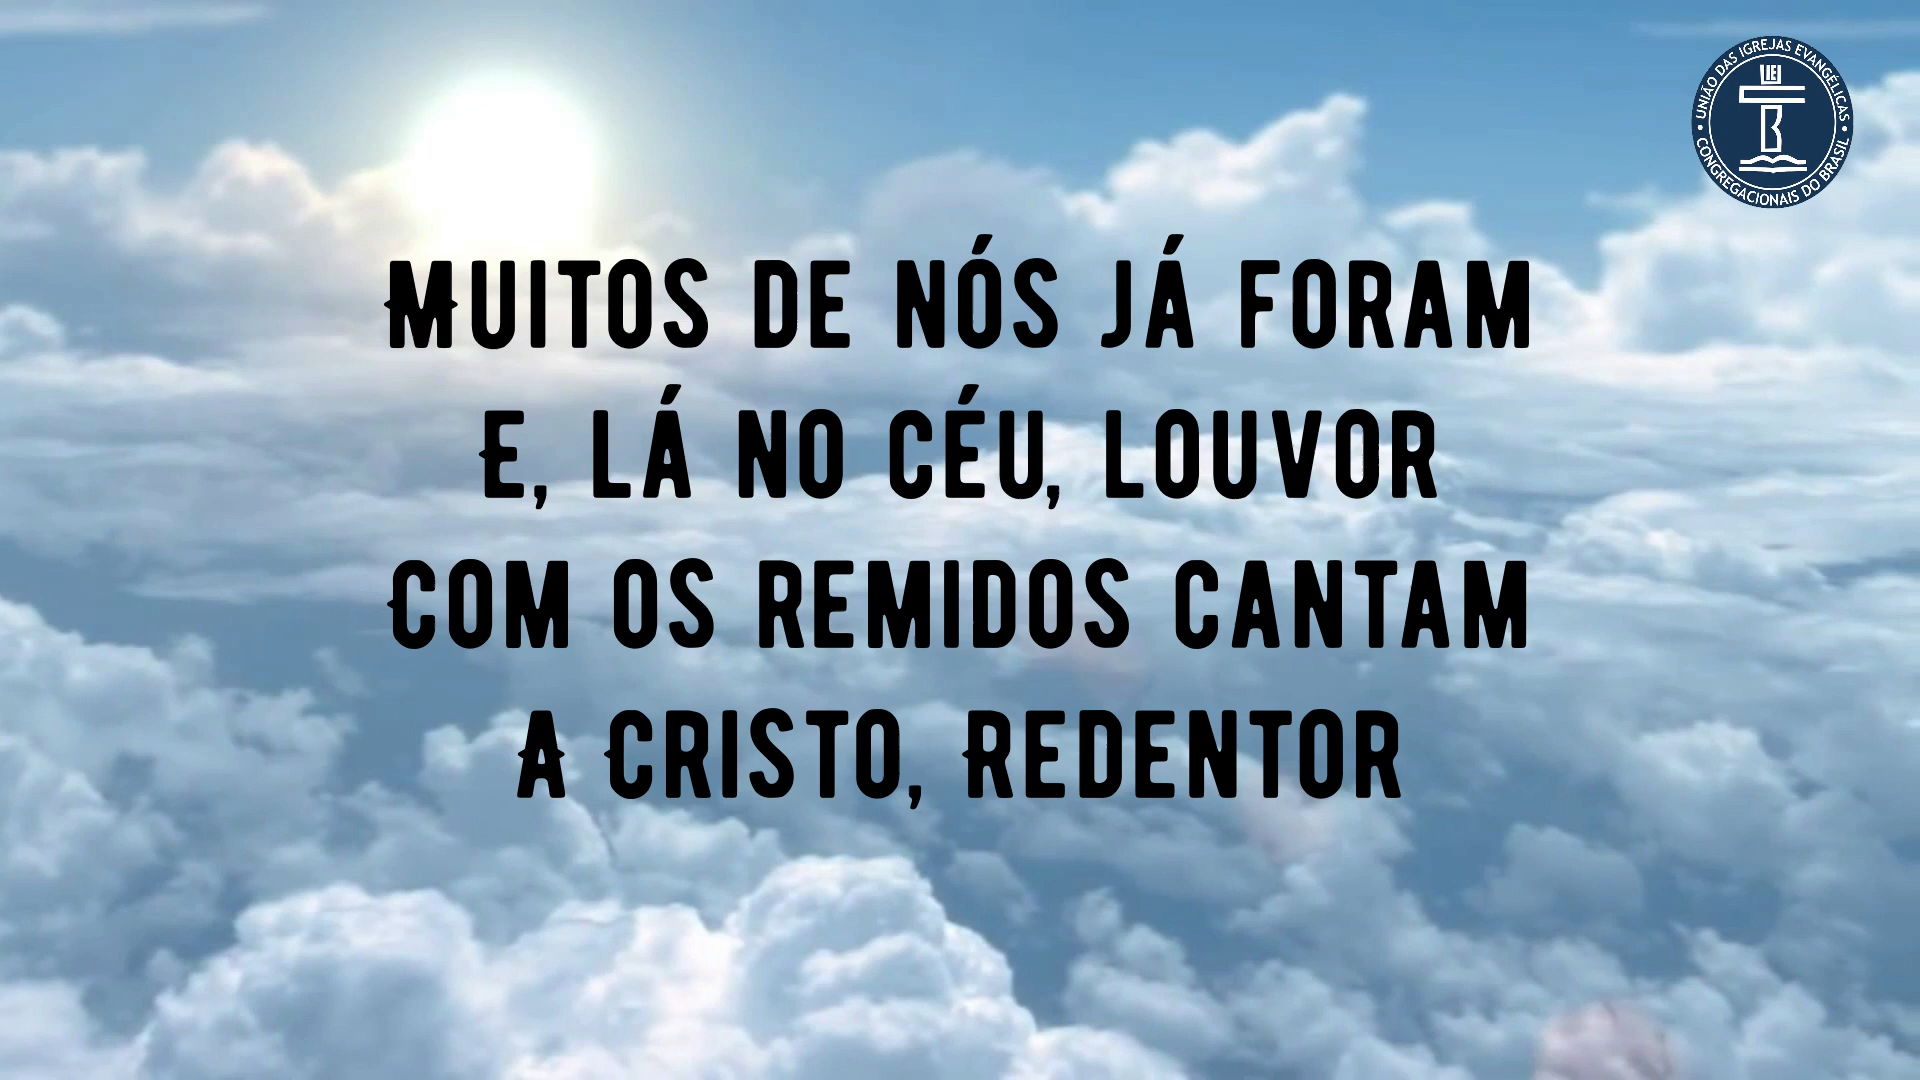 Muitos de nós já foram
E, lá no céu, louvor
Com os remidos cantam
A Cristo, Redentor
UNIÃO DAS IGREJAS EVANGÉLICAS
CONGREGACIONAIS DO BRASIL